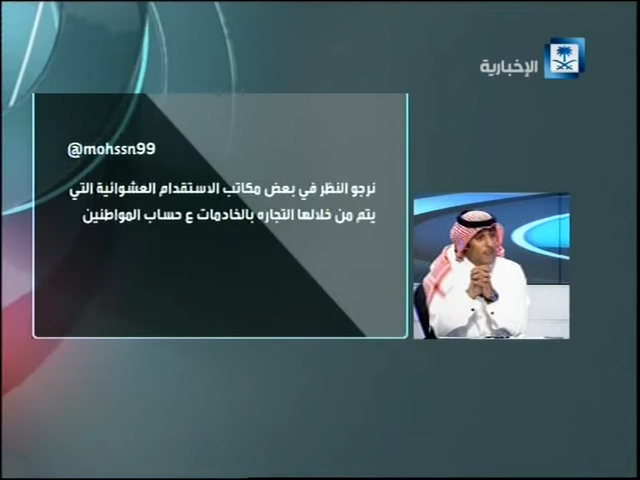 الإخبارية
@mohssn99
نرجو النظر في بعض مكاتب الاستقدام العشوائية التي
يتم من خلالها التجاره بالخادمات ع حساب المواطنين